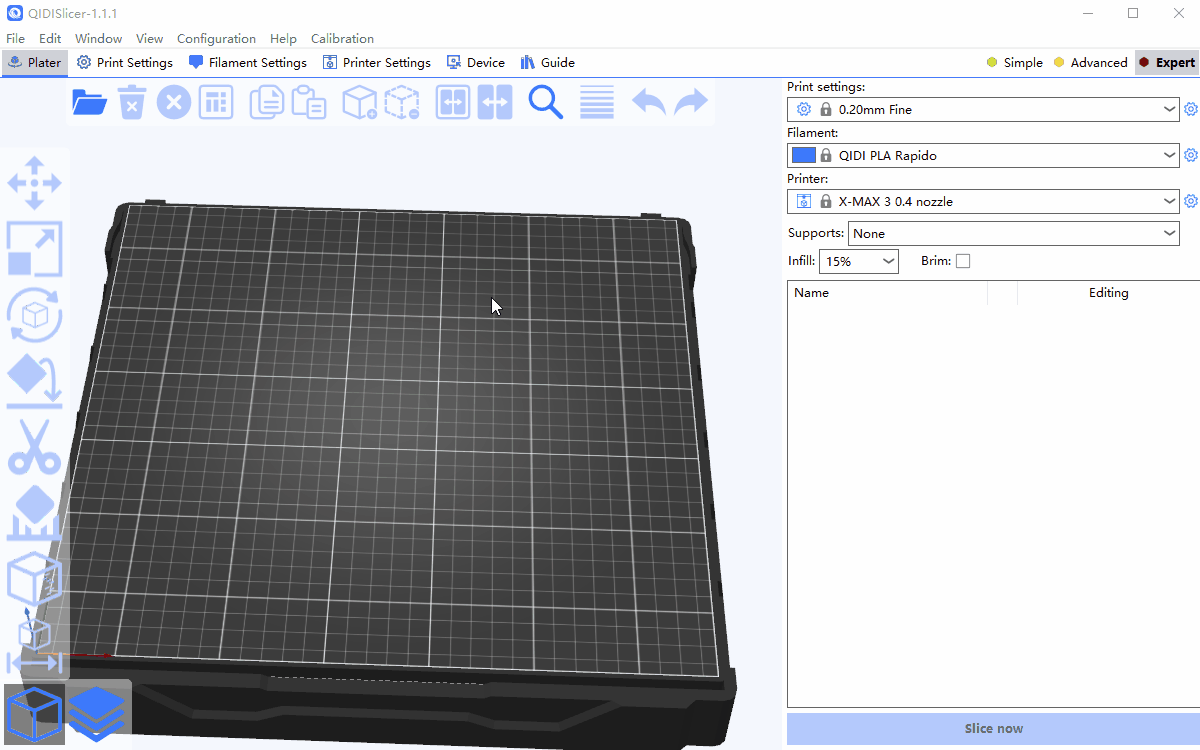 QIDISlicer-1.1.1
File Edit Window View Configuration Help Calibration
Plater Print Settings Filament Settings Printer Settings Device Guide Simple Advanced Expert
Print settings:
0.20mm Fine
Filament:
QIDI PLA Rapido
Printer:
X-MAX 3 0.4 nozzle
Supports: None
Infill: 15% Brim:
Name Editing
Slice now